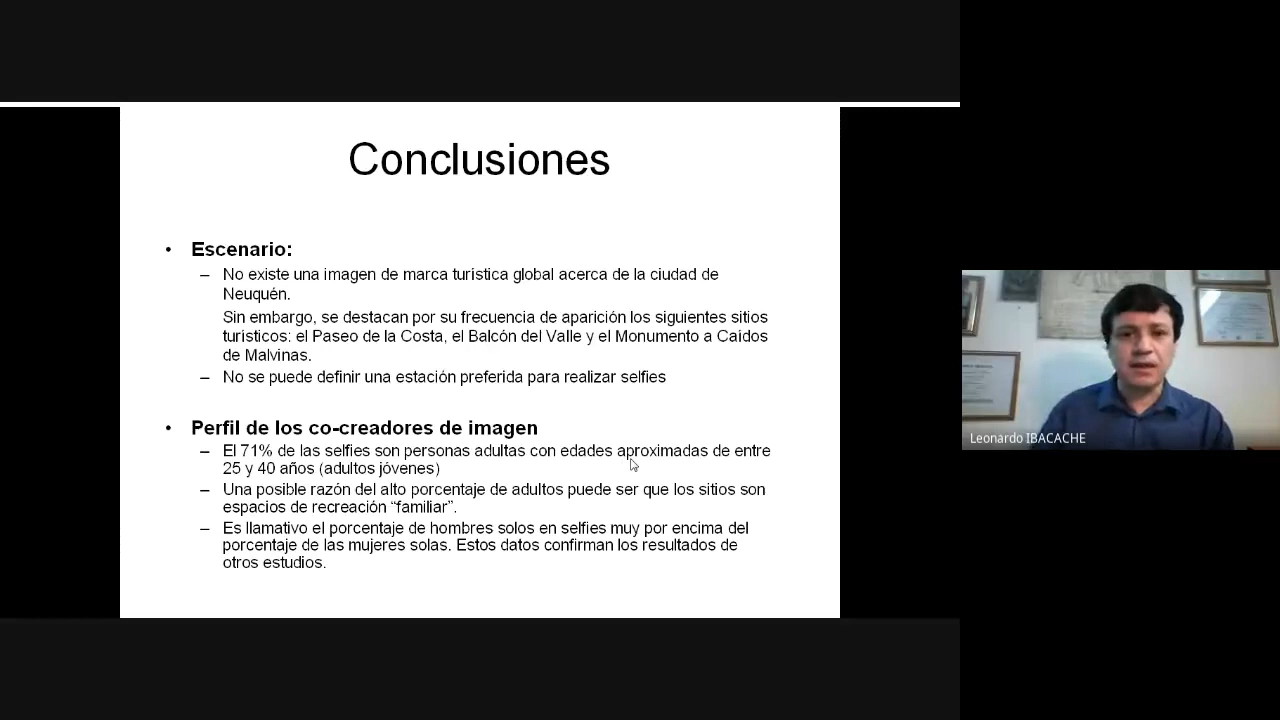 Conclusiones
• Escenario:
– No existe una imagen de marca turística global acerca de la ciudad de
Neuquén.
Sin embargo, se destacan por su frecuencia de aparición los siguientes sitios
turísticos: el Paseo de la Costa, el Balcón del Valle y el Monumento a Caídos
de Malvinas.
– No se puede definir una estación preferida para realizar selfies
• Perfil de los co-creadores de imagen
– El 71% de las selfies son personas adultas con edades aproximadas de entre
25 y 40 años (adultos jóvenes)
– Una posible razón del alto porcentaje de adultos puede ser que los sitios son
espacios de recreación “familiar”.
– Es llamativo el porcentaje de hombres solos en selfies muy por encima del
porcentaje de las mujeres solas. Estos datos confirman los resultados de
otros estudios.
Leonardo IBACACHE